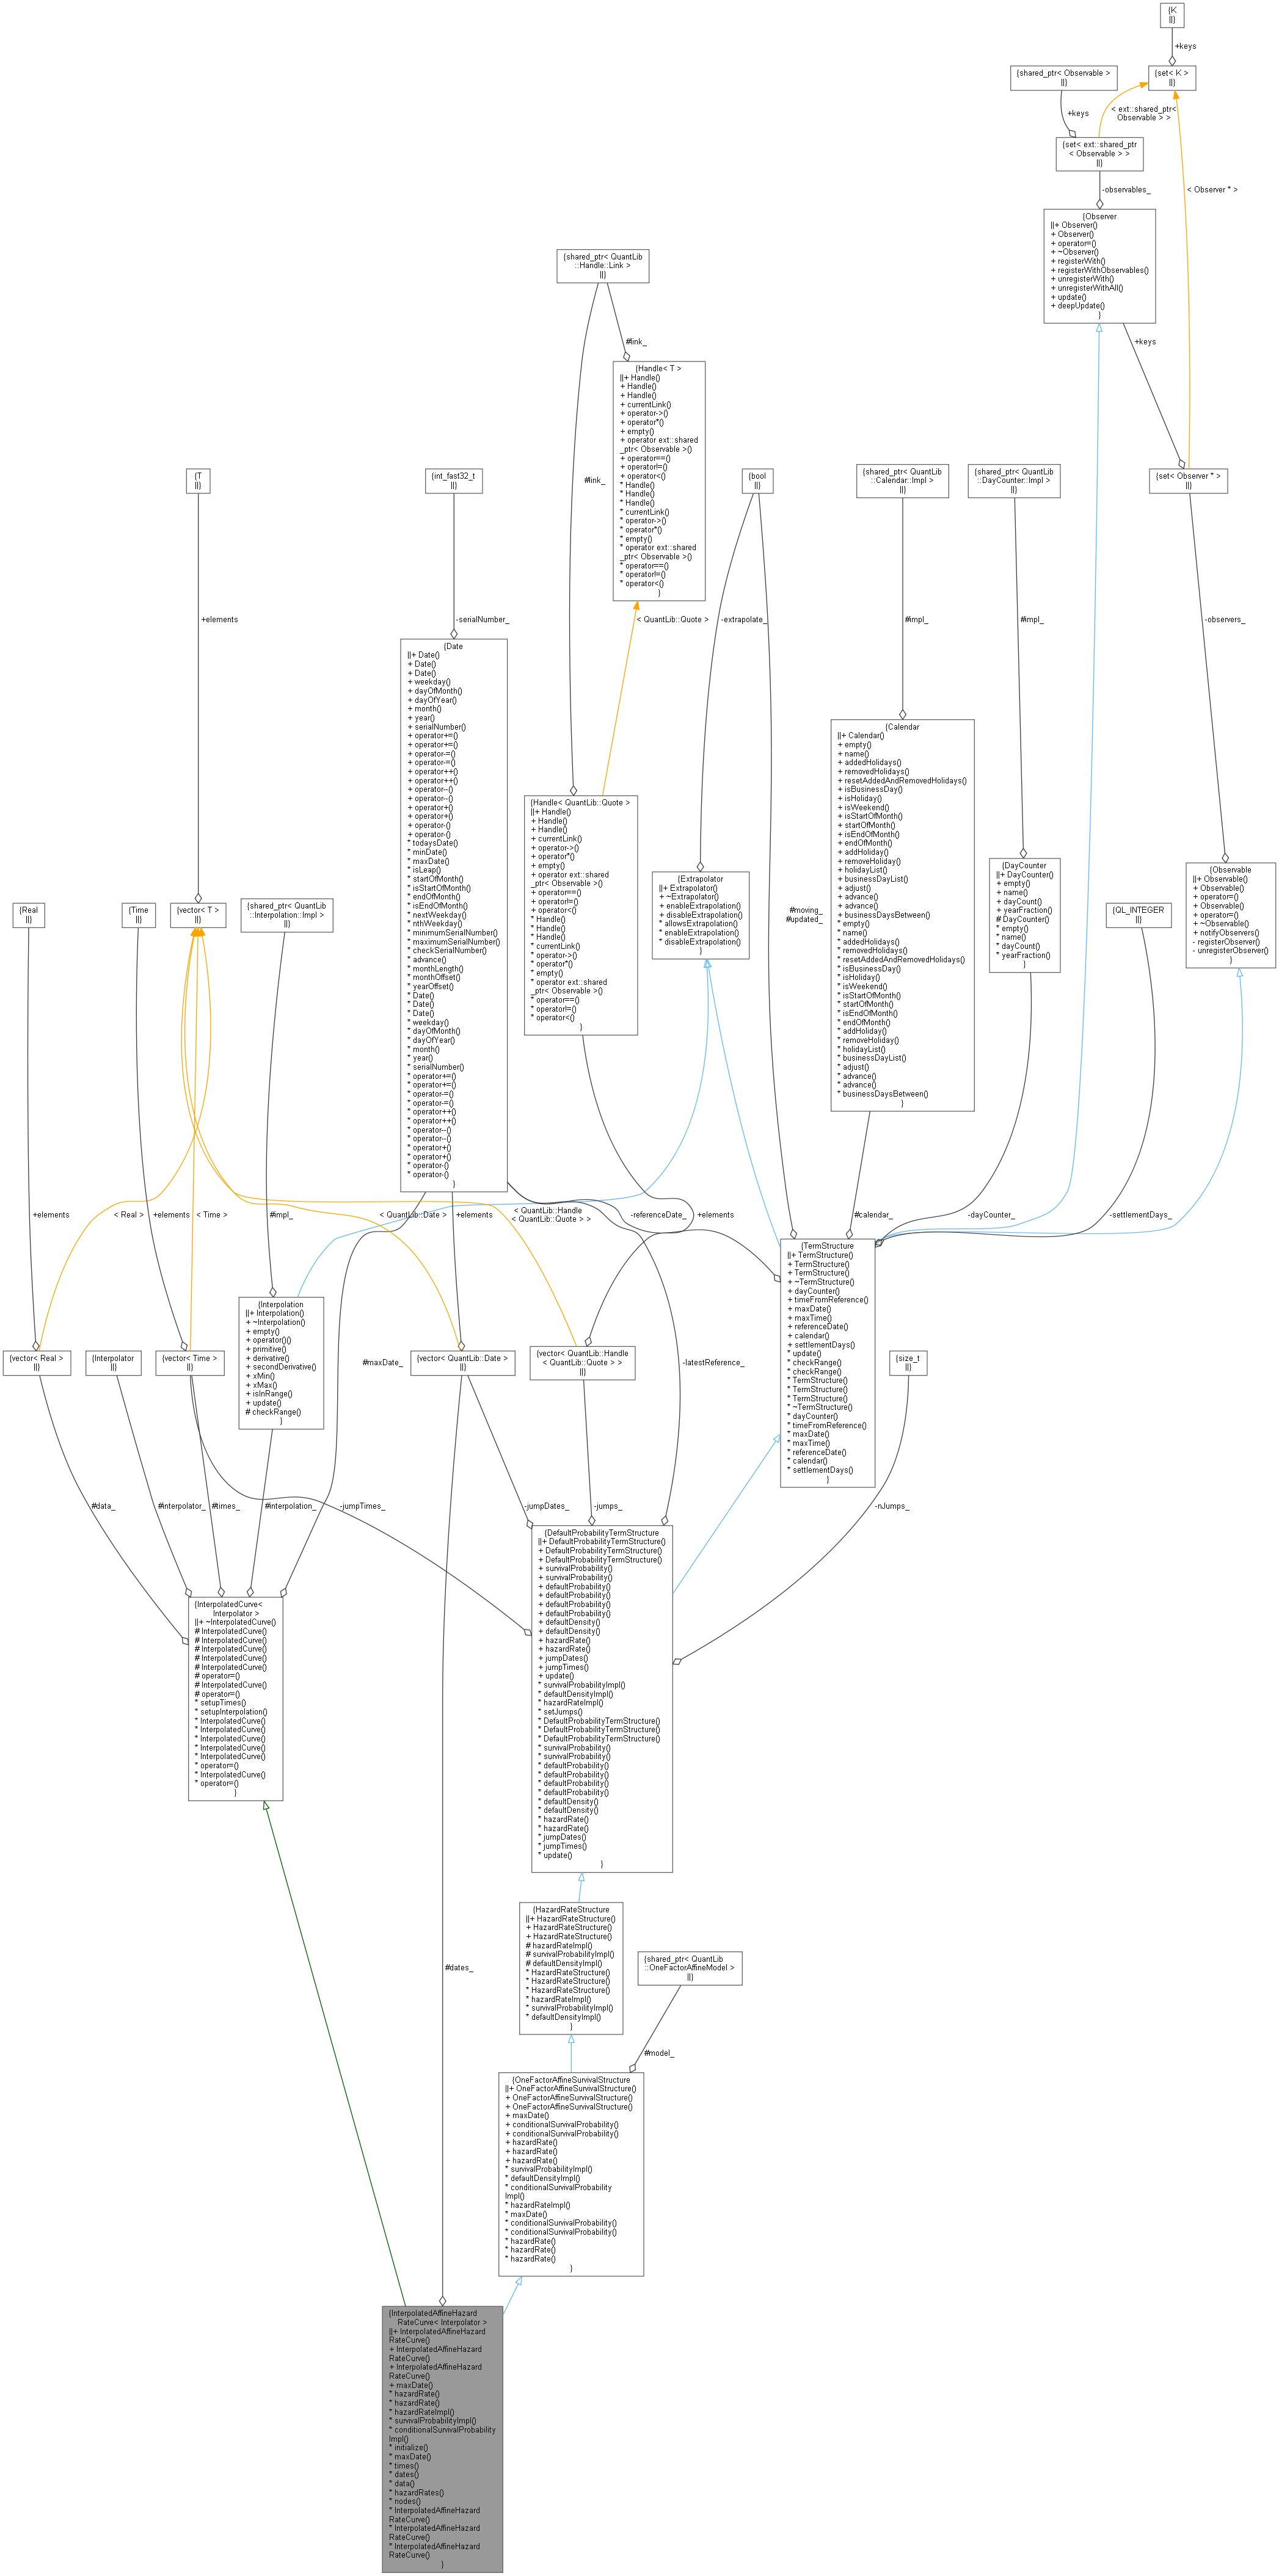 {K
||}
+keys
{shared_ptr< Observable >
||}
{set< K >
||}
+keys
< ext::shared_ptr<
Observable > >
{set< ext::shared_ptr
< Observable > >
||}
-observables_
< Observer * >
{Observer
||+ Observer()
+ Observer()
+ operator=()
+ ~Observer()
+ registerWith()
+ registerWithObservables()
+ unregisterWith()
+ unregisterWithAll()
+ update()
+ deepUpdate()
}
{shared_ptr< QuantLib
::Handle::Link >
||}
#link_
+keys
{Handle< T >
||+ Handle()
+ Handle()
+ Handle()
+ currentLink()
+ operator->()
+ operator*()
+ empty()
+ operator ext::shared
_ptr< Observable >()
+ operator==()
+ operator!=()
+ operator<()
* Handle()
* Handle()
* Handle()
* currentLink()
* operator->()
* operator*()
* empty()
* operator ext::shared
_ptr< Observable >()
* operator==()
* operator!=()
* operator<()
}
#link_
{T
||}
{int_fast32_t
||}
{bool
||}
{shared_ptr< QuantLib
::Calendar::Impl >
||}
{shared_ptr< QuantLib
::DayCounter::Impl >
||}
{set< Observer * >
||}
+elements
-serialNumber_
< QuantLib::Quote >
-extrapolate_
#impl_
#impl_
-observers_
{Date
||+ Date()
+ Date()
+ Date()
+ weekday()
+ dayOfMonth()
+ dayOfYear()
+ month()
+ year()
+ serialNumber()
+ operator+=()
+ operator+=()
+ operator-=()
+ operator-=()
+ operator++()
+ operator++()
+ operator--()
+ operator--()
+ operator+()
+ operator+()
+ operator-()
+ operator-()
* todaysDate()
* minDate()
* maxDate()
* isLeap()
* startOfMonth()
* isStartOfMonth()
* endOfMonth()
* isEndOfMonth()
* nextWeekday()
* nthWeekday()
* minimumSerialNumber()
* maximumSerialNumber()
* checkSerialNumber()
* advance()
* monthLength()
* monthOffset()
* yearOffset()
* Date()
* Date()
* Date()
* weekday()
* dayOfMonth()
* dayOfYear()
* month()
* year()
* serialNumber()
* operator+=()
* operator+=()
* operator-=()
* operator-=()
* operator++()
* operator++()
* operator--()
* operator--()
* operator+()
* operator+()
* operator-()
* operator-()
}
{Calendar
||+ Calendar()
+ empty()
+ name()
+ addedHolidays()
+ removedHolidays()
+ resetAddedAndRemovedHolidays()
+ isBusinessDay()
+ isHoliday()
+ isWeekend()
+ isStartOfMonth()
+ startOfMonth()
+ isEndOfMonth()
+ endOfMonth()
+ addHoliday()
+ removeHoliday()
+ holidayList()
+ businessDayList()
+ adjust()
+ advance()
+ advance()
+ businessDaysBetween()
* empty()
* name()
* addedHolidays()
* removedHolidays()
* resetAddedAndRemovedHolidays()
* isBusinessDay()
* isHoliday()
* isWeekend()
* isStartOfMonth()
* startOfMonth()
* isEndOfMonth()
* endOfMonth()
* addHoliday()
* removeHoliday()
* holidayList()
* businessDayList()
* adjust()
* advance()
* advance()
* businessDaysBetween()
}
{Handle< QuantLib::Quote >
||+ Handle()
+ Handle()
+ Handle()
+ currentLink()
+ operator->()
+ operator*()
+ empty()
+ operator ext::shared
_ptr< Observable >()
+ operator==()
+ operator!=()
+ operator<()
* Handle()
* Handle()
* Handle()
* currentLink()
* operator->()
* operator*()
* empty()
* operator ext::shared
_ptr< Observable >()
* operator==()
* operator!=()
* operator<()
}
{Extrapolator
||+ Extrapolator()
+ ~Extrapolator()
+ enableExtrapolation()
+ disableExtrapolation()
+ allowsExtrapolation()
* enableExtrapolation()
* disableExtrapolation()
}
#moving_
#updated_
{DayCounter
||+ DayCounter()
+ empty()
+ name()
+ dayCount()
+ yearFraction()
# DayCounter()
* empty()
* name()
* dayCount()
* yearFraction()
}
{QL_INTEGER
||}
{Observable
||+ Observable()
+ Observable()
+ operator=()
+ Observable()
+ operator=()
+ ~Observable()
+ notifyObservers()
- registerObserver()
- unregisterObserver()
}
{Real
||}
{Time
||}
{vector< T >
||}
{shared_ptr< QuantLib
::Interpolation::Impl >
||}
+elements
< Real >
+elements
< Time >
#impl_
< QuantLib::Date >
+elements
< QuantLib::Handle
< QuantLib::Quote > >
-referenceDate_
+elements
#calendar_
-dayCounter_
-settlementDays_
{TermStructure
||+ TermStructure()
+ TermStructure()
+ TermStructure()
+ ~TermStructure()
+ dayCounter()
+ timeFromReference()
+ maxDate()
+ maxTime()
+ referenceDate()
+ calendar()
+ settlementDays()
* update()
* checkRange()
* checkRange()
* TermStructure()
* TermStructure()
* TermStructure()
* ~TermStructure()
* dayCounter()
* timeFromReference()
* maxDate()
* maxTime()
* referenceDate()
* calendar()
* settlementDays()
}
{Interpolation
||+ Interpolation()
+ ~Interpolation()
+ empty()
+ operator()()
+ primitive()
+ derivative()
+ secondDerivative()
+ xMin()
+ xMax()
+ isInRange()
+ update()
# checkRange()
}
{vector< Real >
||}
{Interpolator
||}
{vector< Time >
||}
#maxDate_
{vector< QuantLib::Date >
||}
{vector< QuantLib::Handle
< QuantLib::Quote > >
||}
-latestReference_
{size_t
||}
#data_
#interpolator_
#times_
#interpolation_
-jumpTimes_
-jumpDates_
-jumps_
-nJumps_
{DefaultProbabilityTermStructure
||+ DefaultProbabilityTermStructure()
+ DefaultProbabilityTermStructure()
+ DefaultProbabilityTermStructure()
+ survivalProbability()
+ survivalProbability()
+ defaultProbability()
+ defaultProbability()
+ defaultProbability()
+ defaultProbability()
+ defaultDensity()
+ defaultDensity()
+ hazardRate()
+ hazardRate()
+ jumpDates()
+ jumpTimes()
+ update()
* survivalProbabilityImpl()
* defaultDensityImpl()
* hazardRateImpl()
* setJumps()
* DefaultProbabilityTermStructure()
* DefaultProbabilityTermStructure()
* DefaultProbabilityTermStructure()
* survivalProbability()
* survivalProbability()
* defaultProbability()
* defaultProbability()
* defaultProbability()
* defaultProbability()
* defaultDensity()
* defaultDensity()
* hazardRate()
* hazardRate()
* jumpDates()
* jumpTimes()
* update()
}
{InterpolatedCurve<
Interpolator >
||+ ~InterpolatedCurve()
# InterpolatedCurve()
# InterpolatedCurve()
# InterpolatedCurve()
# InterpolatedCurve()
# InterpolatedCurve()
# operator=()
# InterpolatedCurve()
# operator=()
* setupTimes()
* setupInterpolation()
* InterpolatedCurve()
* InterpolatedCurve()
* InterpolatedCurve()
* InterpolatedCurve()
* InterpolatedCurve()
* operator=()
* InterpolatedCurve()
* operator=()
}
{HazardRateStructure
||+ HazardRateStructure()
+ HazardRateStructure()
+ HazardRateStructure()
# hazardRateImpl()
# survivalProbabilityImpl()
# defaultDensityImpl()
* HazardRateStructure()
* HazardRateStructure()
* HazardRateStructure()
* hazardRateImpl()
* survivalProbabilityImpl()
* defaultDensityImpl()
}
#dates_
{shared_ptr< QuantLib
::OneFactorAffineModel >
||}
#model_
{OneFactorAffineSurvivalStructure
||+ OneFactorAffineSurvivalStructure()
+ OneFactorAffineSurvivalStructure()
+ OneFactorAffineSurvivalStructure()
+ maxDate()
+ conditionalSurvivalProbability()
+ conditionalSurvivalProbability()
+ hazardRate()
+ hazardRate()
+ hazardRate()
* survivalProbabilityImpl()
* defaultDensityImpl()
* conditionalSurvivalProbability
Impl()
* hazardRateImpl()
* maxDate()
* conditionalSurvivalProbability()
* conditionalSurvivalProbability()
* hazardRate()
* hazardRate()
* hazardRate()
}
{InterpolatedAffineHazard
RateCurve< Interpolator >
||+ InterpolatedAffineHazard
RateCurve()
+ InterpolatedAffineHazard
RateCurve()
+ InterpolatedAffineHazard
RateCurve()
+ maxDate()
* hazardRate()
* hazardRate()
* hazardRateImpl()
* survivalProbabilityImpl()
* conditionalSurvivalProbability
Impl()
* initialize()
* maxDate()
* times()
* dates()
* data()
* hazardRates()
* nodes()
* InterpolatedAffineHazard
RateCurve()
* InterpolatedAffineHazard
RateCurve()
* InterpolatedAffineHazard
RateCurve()
}